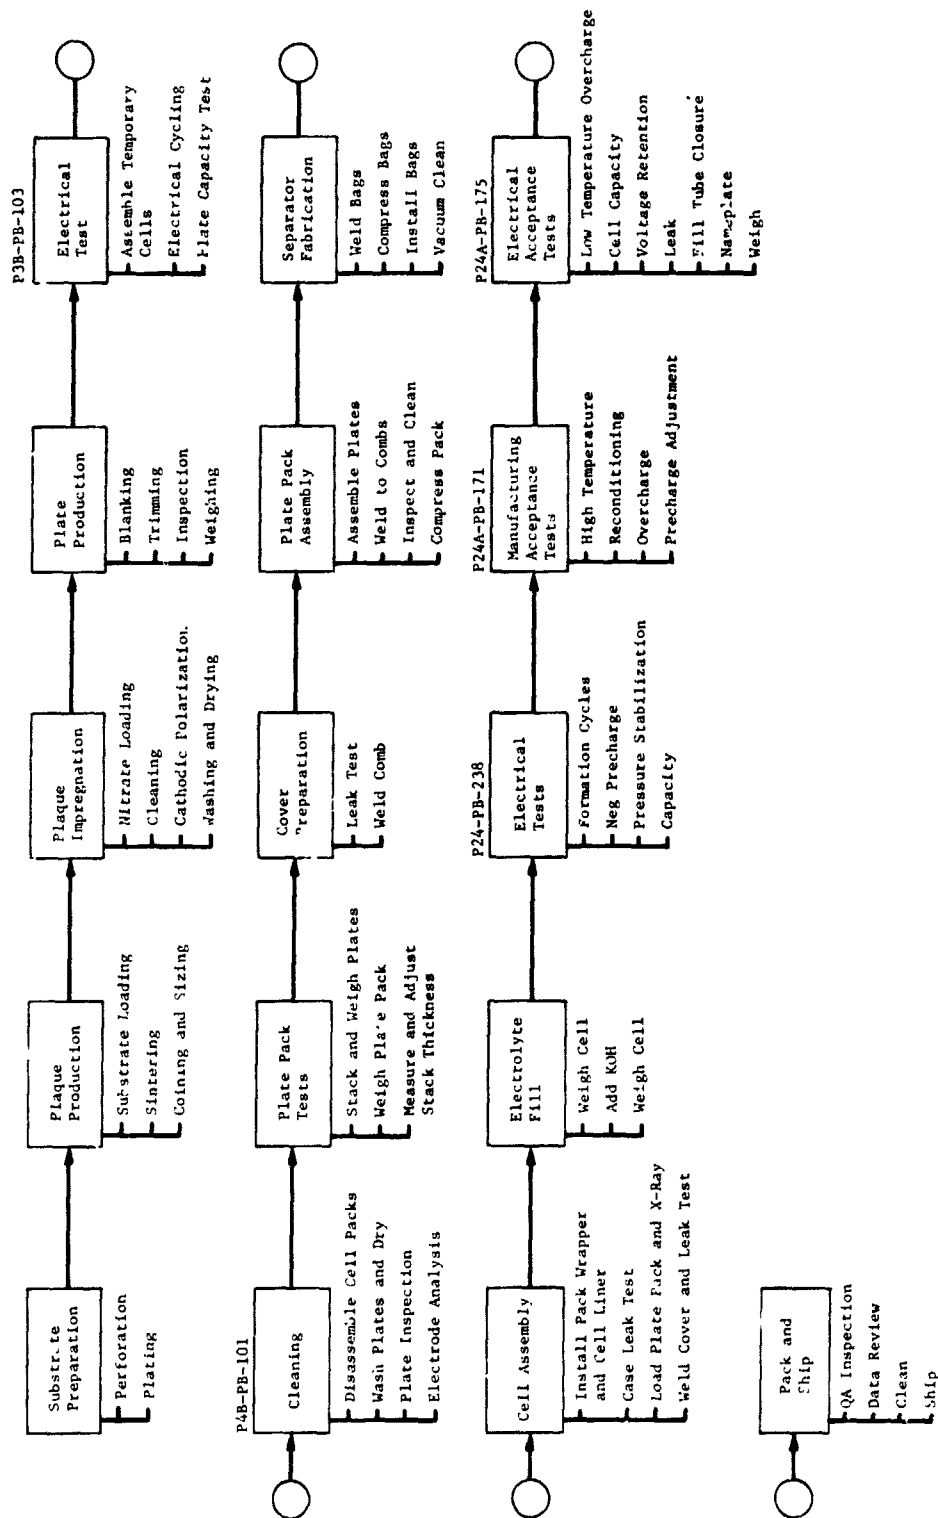 Substrate
Preparation
Perforation
Plating
Plaque
Production
Substrate Loading
Sintering
Coining and Sizing
Plaque
Impregnation
Nitrate Loading
Cleaning
Cathodic Polarization
Washing and Drying
Plate
Production
Blanking
Trimming
Inspection
Weighing
P3B-PB-103
Electrical
Test
Assemble Temporary
Cells
Electrical Cycling
Plate Capacity Test
P4B-PB-101
Cleaning
Disassemble Cell Packs
Wash Plates and Dry
Plate Inspection
Electrode Analysis
Plate Pack
Tests
Stack and Weigh Plates
Weigh Plate Pack
Measure and Adjust
Stack Thickness
Cover
Preparation
Leak Test
Weld Comb
Plate Pack
Assembly
Assemble Plates
Weld to Combs
Inspect and Clean
Compress Pack
Separator
Fabrication
Weld Bags
Compress Bags
Install Bags
Vacuum Clean
Cell Assembly
Install Pack Wrapper
and Cell Liner
Case Leak Test
Load Plate Pack and X-Ray
Weld Cover and Leak Test
Electrolyte
Fill
Weigh Cell
Add KOH
Weigh Cell
P24-PB-238
Electrical
Tests
Formation Cycles
Neg Precharge
Pressure Stabilization
Capacity
P24A-PB-171
Manufacturing
Acceptance
Tests
High Temperature
Reconditioning
Overcharge
Precharge Adjustment
P24A-PB-175
Electrical
Acceptance
Tests
Low Temperature Overcharge
Cell Capacity
Voltage Retention
Leak
Fill Tube Closure
Nameplate
Weigh
Pack and
Ship
QA Inspection
Data Review
Clean
Ship